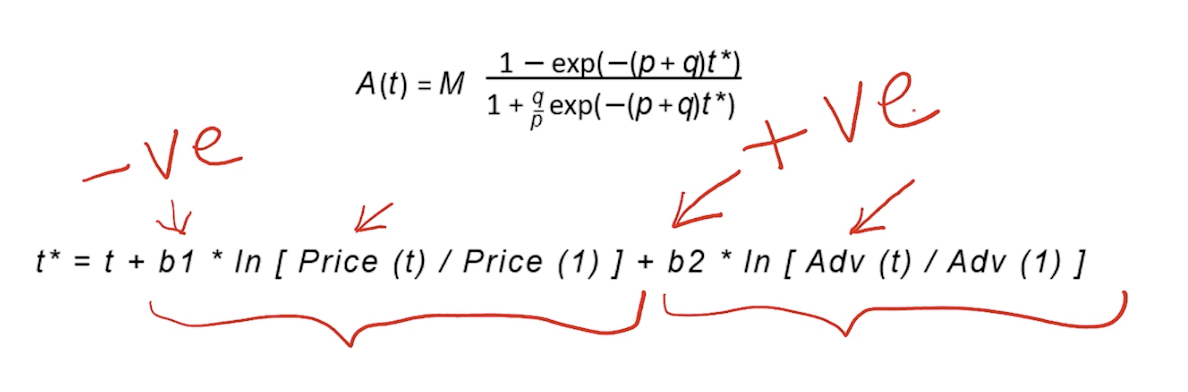 A(t) = M \frac{1 − exp(−(p + q)t*)}{1 + \frac{q}{p} exp(−(p + q)t*)}
+ ve
− ve
t* = t + b1 * ln [ Price (t) / Price (1) ] + b2 * ln [ Adv (t) / Adv (1) ]